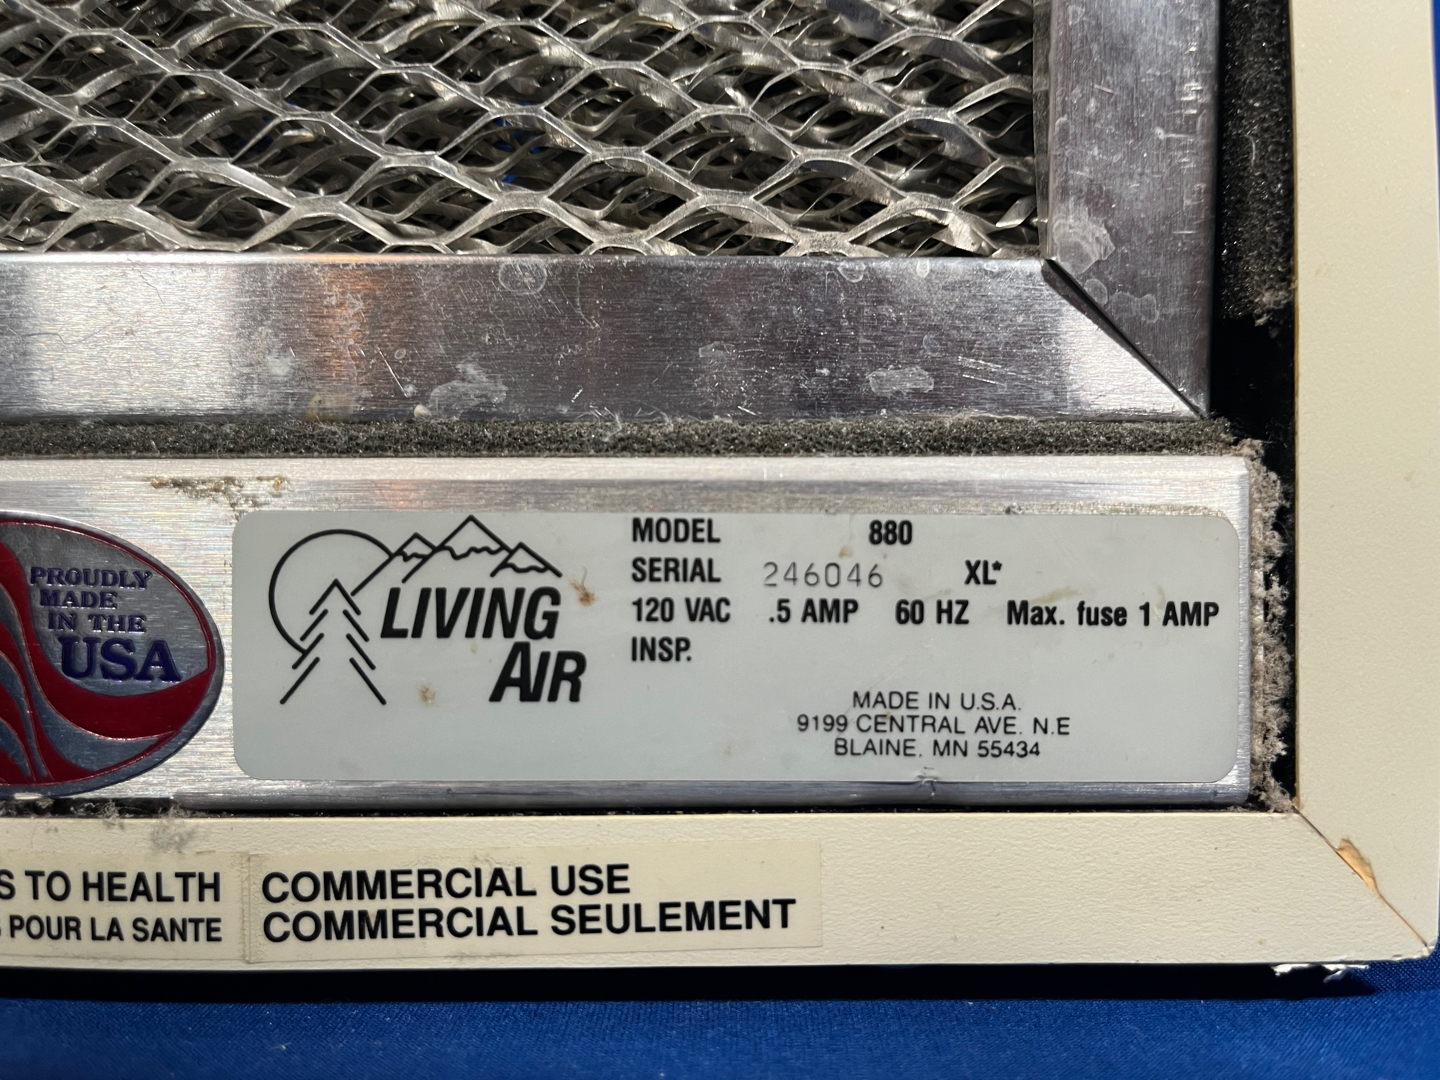 PROUDLY
MADE
IN THE
USA
LIVING
AIR
MODEL 880
SERIAL 246046 XL*
120 VAC .5 AMP 60 HZ Max. fuse 1 AMP
INSP.
MADE IN U.S.A.
9199 CENTRAL AVE. N.E
BLAINE. MN 55434
S TO HEALTH
POUR LA SANTE
COMMERCIAL USE
COMMERCIAL SEULEMENT